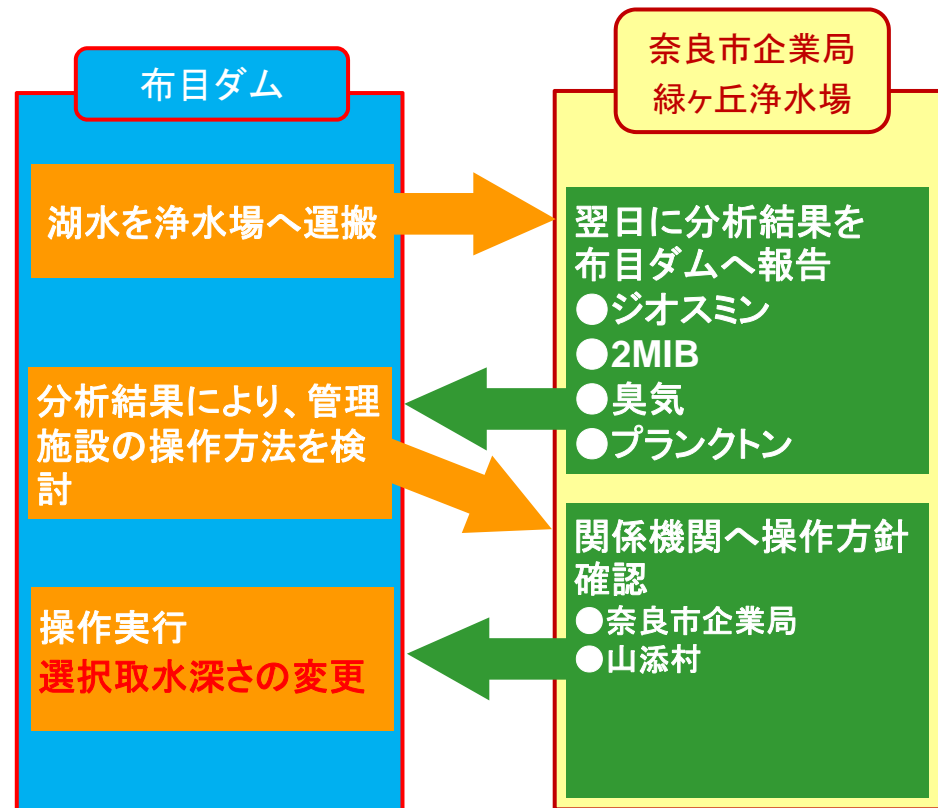 布目ダム
湖水を浄水場へ運搬
分析結果により、管理
施設の操作方法を検
討
操作実行
選択取水深さの変更
奈良市企業局
緑ヶ丘浄水場
翌日に分析結果を
布目ダムへ報告
●ジオスミン
●2MIB
●臭気
●プランクトン
関係機関へ操作方針
確認
●奈良市企業局
●山添村